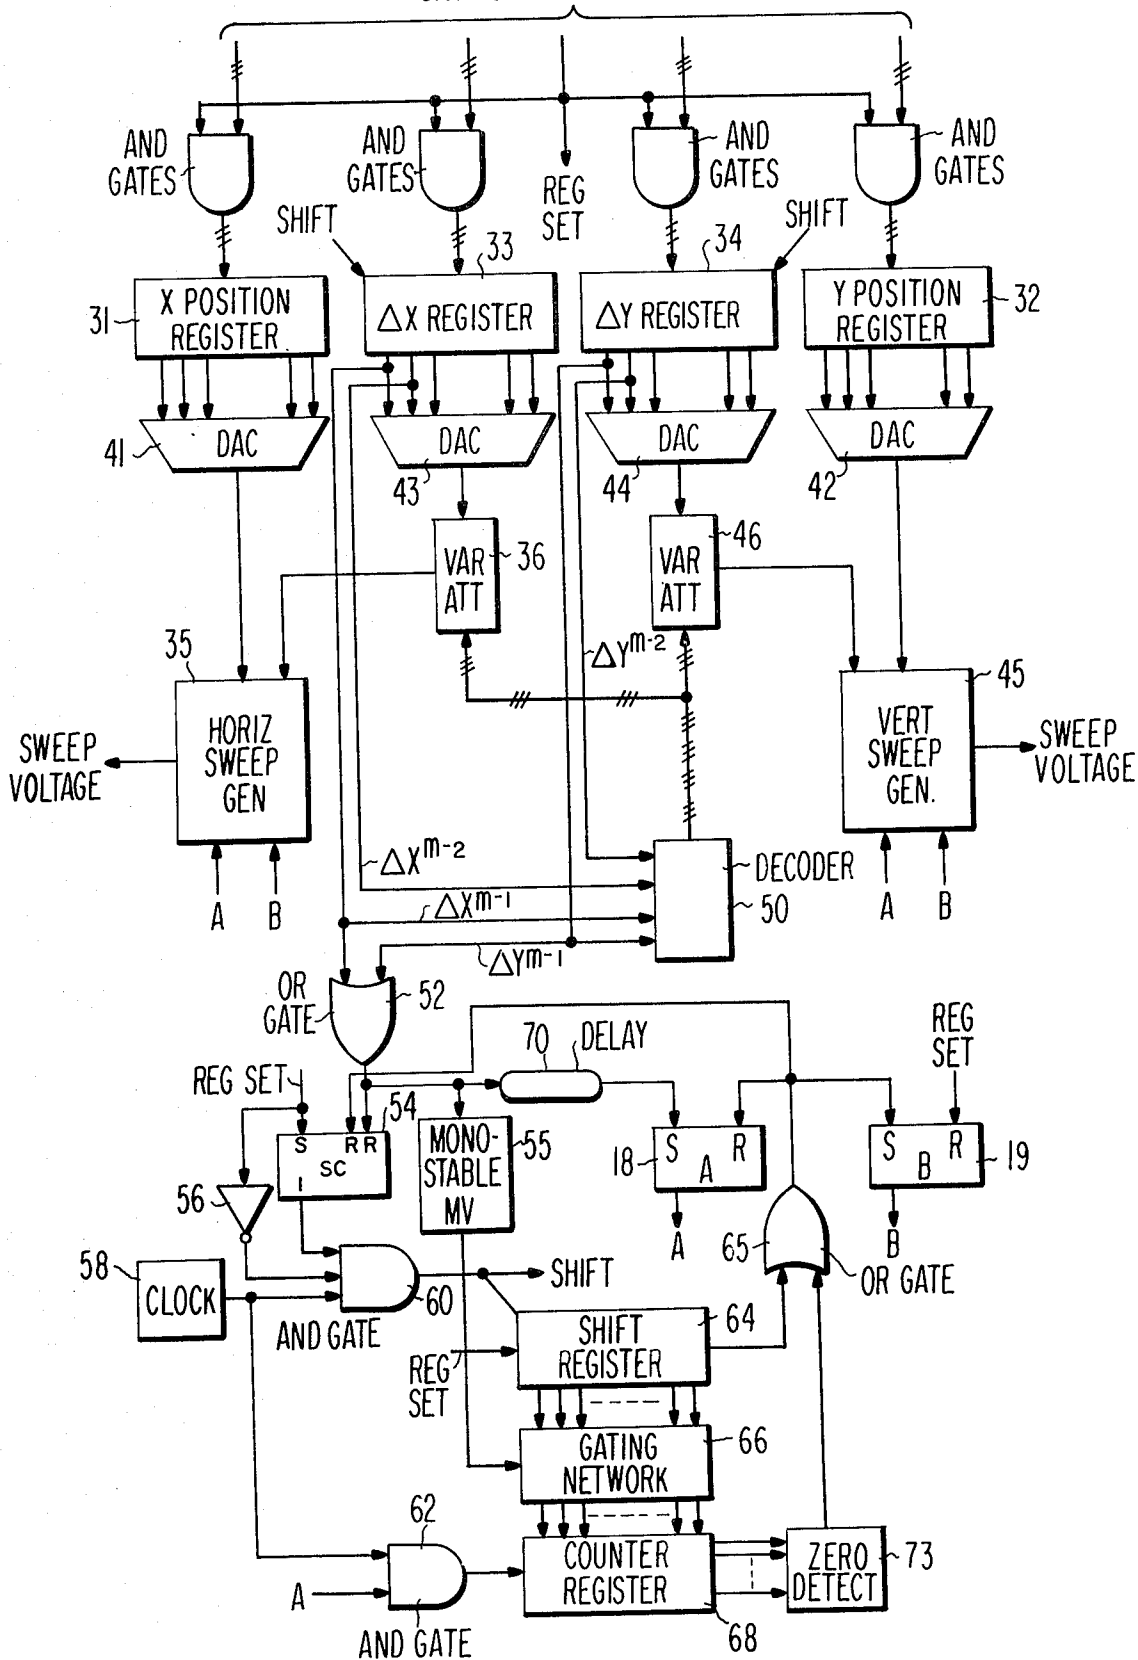 AND
GATES
AND
GATES
REG
SET
AND
GATES
AND
GATES
SHIFT
SHIFT
33
34
31
X POSITION
REGISTER
ΔX REGISTER
ΔY REGISTER
Y POSITION
REGISTER
32
41
DAC
43
DAC
44
DAC
42
DAC
VAR
ATT
36
VAR
ATT
46
ΔYm-2
35
HORIZ
SWEEP
GEN
SWEEP
VOLTAGE
45
VERT
SWEEP
GEN.
SWEEP
VOLTAGE
A
B
A
B
ΔXm-2
ΔXm-1
ΔYm-1
DECODER
50
OR
GATE
52
70
DELAY
REG
SET
REG SET
54
S
R R
SC
1
56
MONO-
STABLE
MV
55
18
S
R
A
A
S
R
B
19
B
58
CLOCK
60
AND GATE
SHIFT
65
OR GATE
REG
SET
SHIFT
REGISTER
64
GATING
NETWORK
66
62
A
AND GATE
COUNTER
REGISTER
68
ZERO
DETECT
73